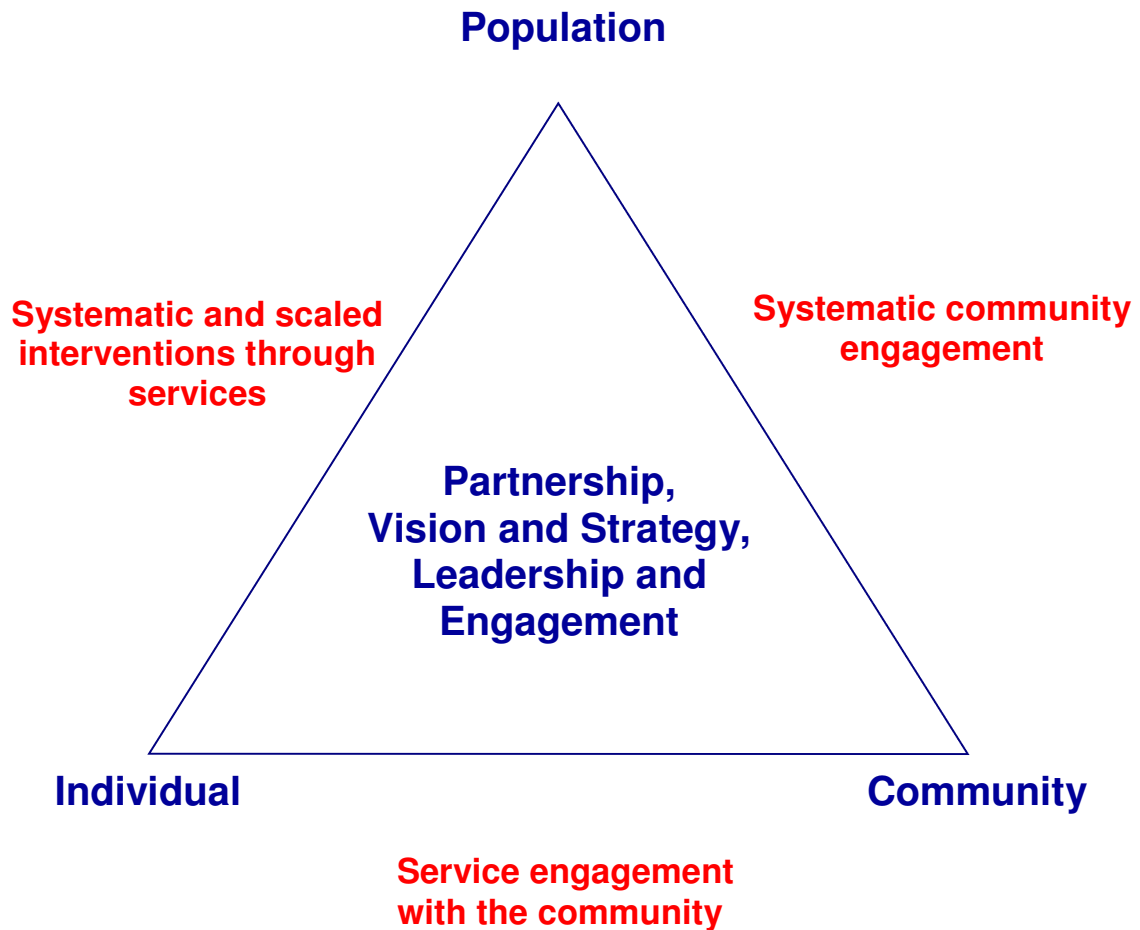 Population
Systematic and scaled
interventions through
services
Systematic community
engagement
Partnership,
Vision and Strategy,
Leadership and
Engagement
Individual
Community
Service engagement
with the community